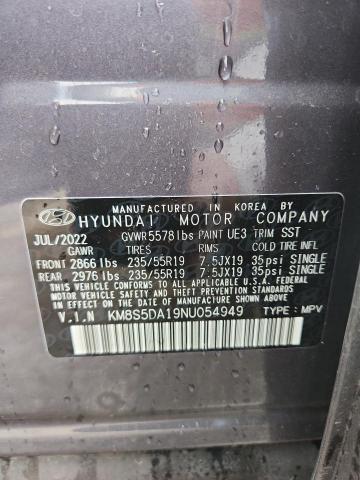 MANUFACTURED IN KOREA BY
HYUNDAI MOTOR COMPANY
JUL/2022 GVWR 5578 lbs PAINT UE3 TRIM SST
GAWR TIRES RIMS COLD TIRE INFL
FRONT 2866 lbs 235/55R19 7.5JX19 35psi SINGLE
REAR 2976 lbs 235/55R19 7.5JX19 35psi SINGLE
THIS VEHICLE CONFORMS TO ALL APPLICABLE U.S.A. FEDERAL
MOTOR VEHICLE SAFETY STANDARDS IN EFFECT ON
THE DATE OF MANUFACTURE SHOWN ABOVE.
V.I.N KM8S5DA19NU054949 TYPE: MPV